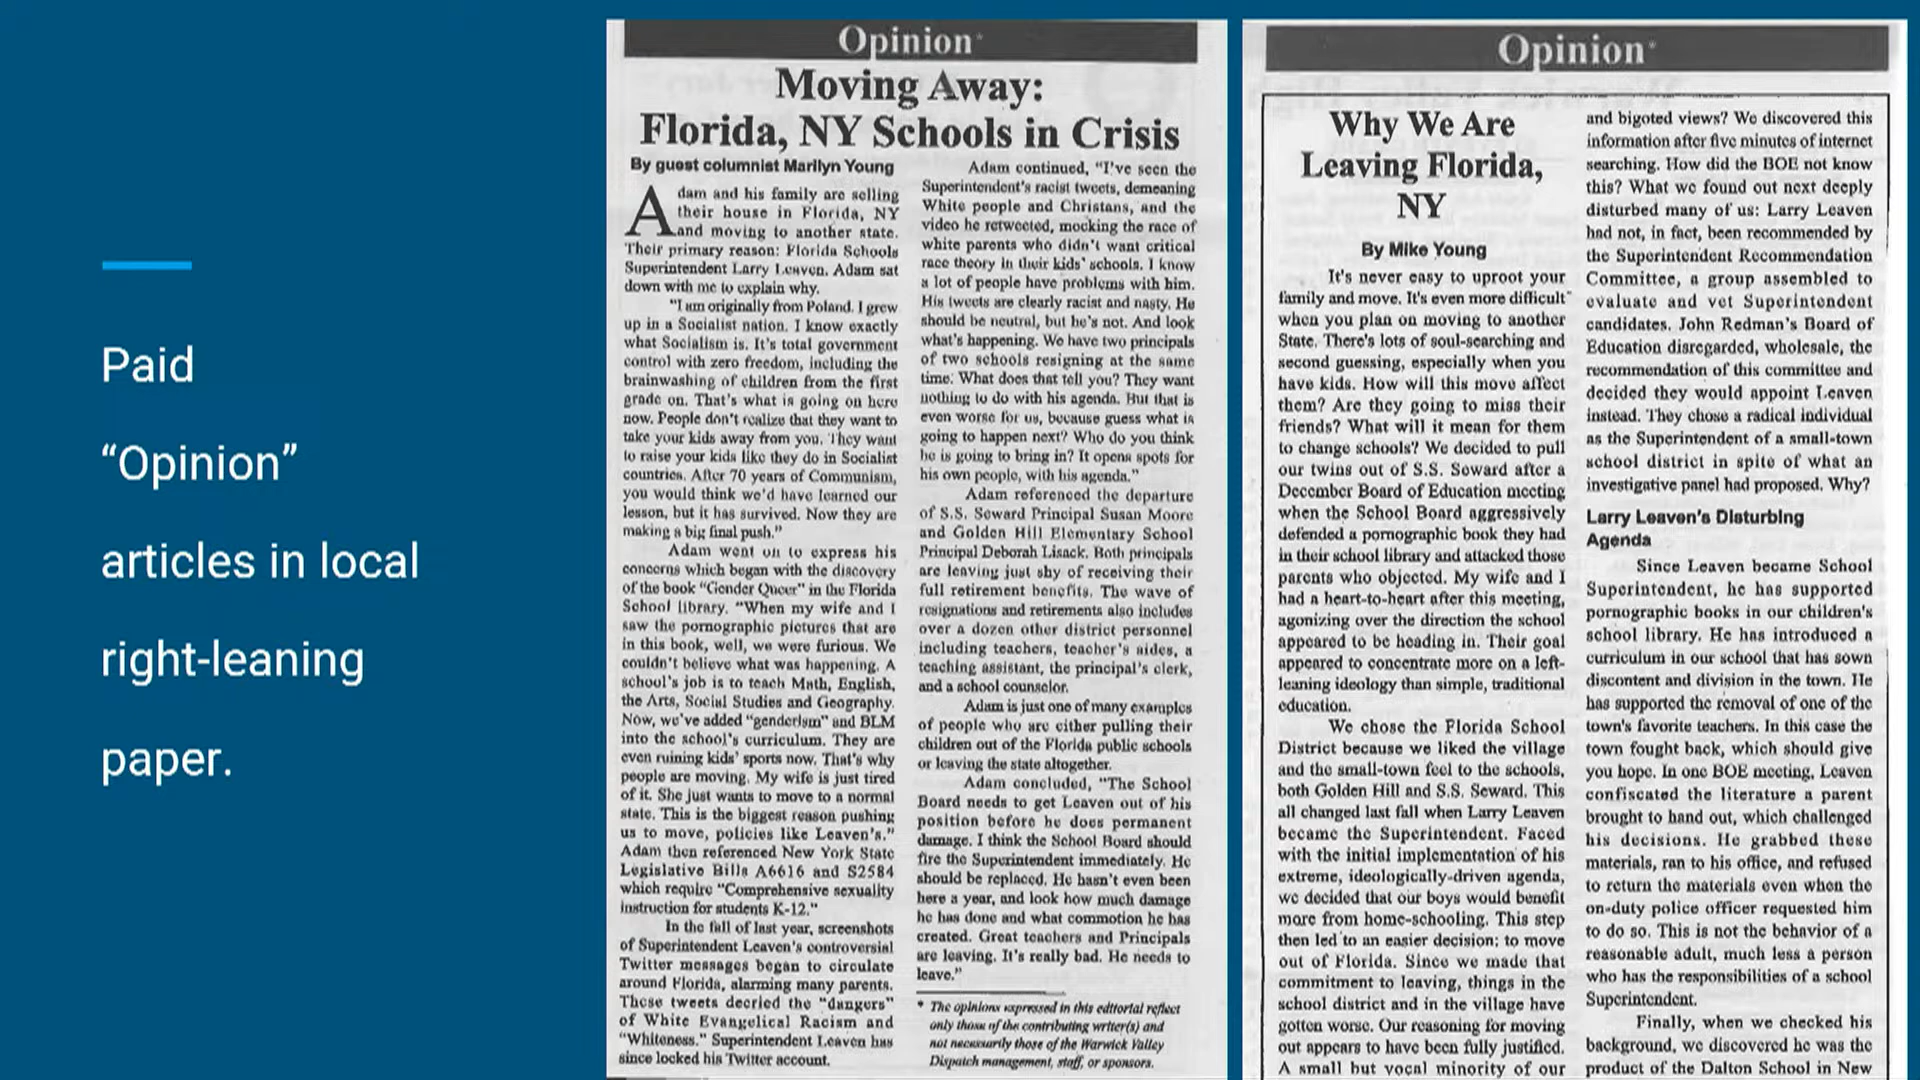 Paid
“Opinion”
articles in local
right-leaning
paper.
Opinion*
Moving Away:
Florida, NY Schools in Crisis
By guest columnist Marilyn Young
Adam and his family are selling
their house in Florida, NY
and moving to another state.
Their primary reason: Florida Schools
Superintendent Larry Leaven. Adam sat
down with me to explain why.
"I am originally from Poland. I grew
up in a Socialist nation. I know exactly
what Socialism is. It's total government
control with zero freedom, including the
brainwashing of children from the first
grade on. That's what is going on here
now. People don't realize that they want to
take your kids away from you. They want
to raise your kids like they do in Socialist
countries. After 70 years of Communism,
you would think we'd have learned our
lesson, but it has survived. Now they are
making a big final push."
Adam went on to express his
concerns which began with the discovery
of the book "Gender Queer" in the Florida
School library. "When my wife and I
saw the pornographic pictures that are
in this book, well, we were furious. We
couldn't believe what was happening. A
school's job is to teach Math, English,
the Arts, Social Studies and Geography.
Now, we've added "genderism" and BLM
into the school's curriculum. They are
even ruining kids' sports now. That's why
people are moving. My wife is just tired
of it. She just wants to move to a normal
state. This is the biggest reason pushing
us to move, policies like Leaven's."
Adam then referenced New York State
Legislative Bills A6616 and S2584
which require "Comprehensive sexuality
instruction for students K-12."
In the fall of last year, screenshots
of Superintendent Leaven's controversial
Twitter messages began to circulate
around Florida, alarming many parents.
These tweets decried the "dangers"
of White Evangelical Racism and
"Whiteness." Superintendent Leaven has
since locked his Twitter account.
Adam continued, "I've seen the
Superintendent's racist tweets, demeaning
White people and Christans, and the
video he retweeted, mocking the race of
white parents who didn't want critical
race theory in their kids' schools. I know
a lot of people have problems with him.
His tweets are clearly racist and nasty. He
should be neutral, but he's not. And look
what's happening. We have two principals
of two schools resigning at the same
time: What does that tell you? They want
nothing to do with his agenda. But that is
even worse for us, because guess what is
going to happen next? Who do you think
he is going to bring in? It opens spots for
his own people, with his agenda."
Adam referenced the departure
of S.S. Seward Principal Susan Moore
and Golden Hill Elementary School
Principal Deborah Lisack. Both principals
are leaving just shy of receiving their
full retirement benefits. The wave of
resignations and retirements also includes
over a dozen other district personnel
including teachers, teacher's aides, a
teaching assistant, the principal's clerk,
and a school counselor.
Adam is just one of many examples
of people who are either pulling their
children out of the Florida public schools
or leaving the state altogether.
Adam concluded, "The School
Board needs to get Leaven out of his
position before he does permanent
damage. I think the School Board should
fire the Superintendent immediately. He
should be replaced. He hasn't even been
here a year, and look how much damage
he has done and what commotion he has
created. Great teachers and Principals
are leaving. It's really bad. He needs to
leave."
* The opinions expressed in this editorial reflect
only those of the contributing writer(s) and
not necessarily those of the Warwick Valley
Dispatch management, staff, or sponsors.
Opinion*
Why We Are
Leaving Florida,
NY
By Mike Young
It's never easy to uproot your
family and move. It's even more difficult
when you plan on moving to another
State. There's lots of soul-searching and
second guessing, especially when you
have kids. How will this move affect
them? Are they going to miss their
friends? What will it mean for them
to change schools? We decided to pull
our twins out of S.S. Seward after a
December Board of Education meeting
when the School Board aggressively
defended a pornographic book they had
in their school library and attacked those
parents who objected. My wife and I
had a heart-to-heart after this meeting,
agonizing over the direction the school
appeared to be heading in. Their goal
appeared to concentrate more on a left-
leaning ideology than simple, traditional
education.
We chose the Florida School
District because we liked the village
and the small-town feel to the schools,
both Golden Hill and S.S. Seward. This
all changed last fall when Larry Leaven
became the Superintendent. Faced
with the initial implementation of his
extreme, ideologically-driven agenda,
we decided that our boys would benefit
more from home-schooling. This step
then led to an easier decision; to move
out of Florida. Since we made that
commitment to leaving, things in the
school district and in the village have
gotten worse. Our reasoning for moving
out appears to have been fully justified.
A small but vocal minority of our
and bigoted views? We discovered this
information after five minutes of internet
searching. How did the BOE not know
this? What we found out next deeply
disturbed many of us: Larry Leaven
had not, in fact, been recommended by
the Superintendent Recommendation
Committee, a group assembled to
evaluate and vet Superintendent
candidates. John Redman's Board of
Education disregarded, wholesale, the
recommendation of this committee and
decided they would appoint Leaven
instead. They chose a radical individual
as the Superintendent of a small-town
school district in spite of what an
investigative panel had proposed. Why?
Larry Leaven's Disturbing
Agenda
Since Leaven became School
Superintendent, he has supported
pornographic books in our children's
school library. He has introduced a
curriculum in our school that has sown
discontent and division in the town. He
has supported the removal of one of the
town's favorite teachers. In this case the
town fought back, which should give
you hope. In one BOE meeting, Leaven
confiscated the literature a parent
brought to hand out, which challenged
his decisions. He grabbed these
materials, ran to his office, and refused
to return the materials even when the
on-duty police officer requested him
to do so. This is not the behavior of a
reasonable adult, much less a person
who has the responsibilities of a school
Superintendent.
Finally, when we checked his
background, we discovered he was the
product of the Dalton School in New